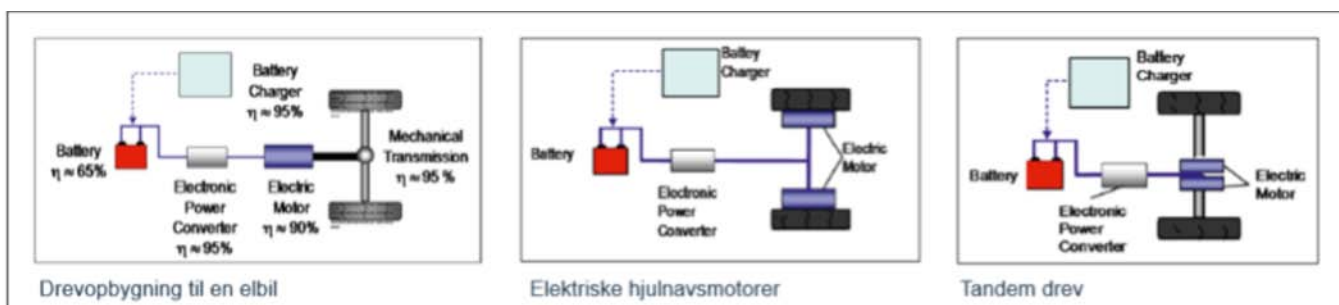 Battery
Charger
η ≈ 95%
Battery
η ≈ 65%
Electronic
Power
Converter
η ≈ 95%
Electric
Motor
η ≈ 90%
Mechanical
Transmission
η ≈ 95 %
Drevopbygning til en elbil
Battey
Charger
Battery
Electronic
Power
Converter
Electric
Motor
Elektriske hjulnavsmotorer
Battery
Charger
Battery
Electronic
Power
Converter
Electric
Motor
Tandem drev